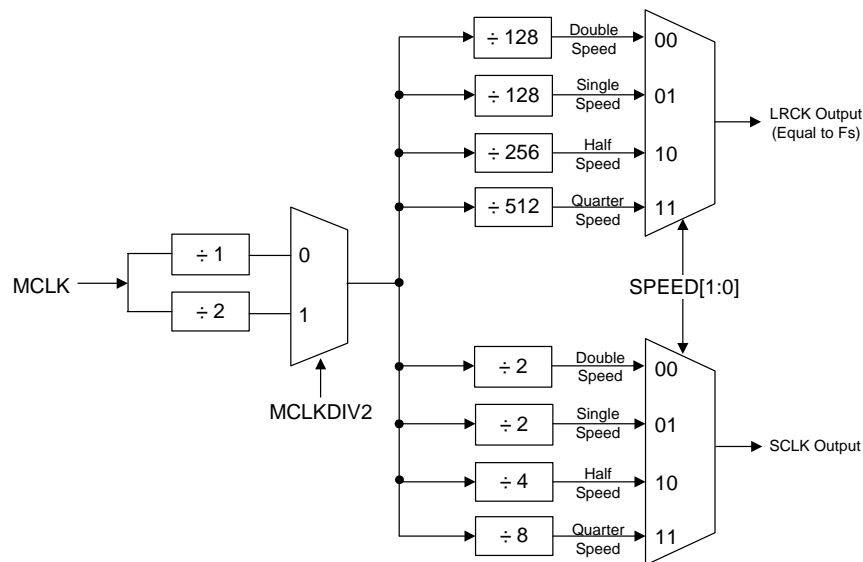 ÷ 128
Double
Speed
00
÷ 128
Single
Speed
01
÷ 256
Half
Speed
10
÷ 512
Quarter
Speed
11
LRCK Output
(Equal to Fs)
MCLK
÷ 1
0
÷ 2
1
MCLKDIV2
SPEED[1:0]
÷ 2
Double
Speed
00
÷ 2
Single
Speed
01
÷ 4
Half
Speed
10
÷ 8
Quarter
Speed
11
SCLK Output